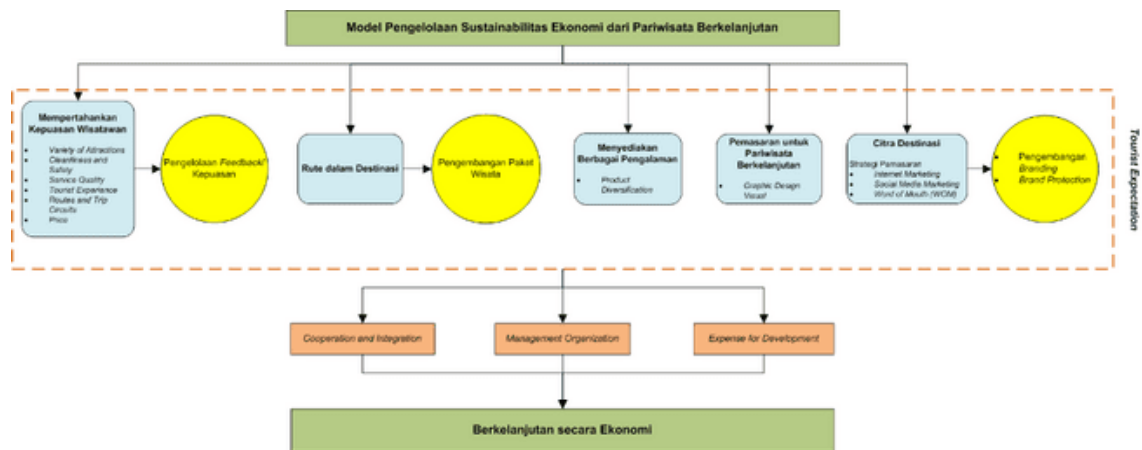 Model Pengelolaan Sustainabilitas Ekonomi dari Pariwisata Berkelanjutan
Mempertahankan
Kepuasan Wisatawan
• Variety of Attractions
• Cleanliness and
Safety
• Service Quality
• Tourist Experience
• Routes and Trip
Circuits
• Price
Pengelolaan Feedback/
Kepuasan
Rute dalam Destinasi
Pengembangan Paket
Wisata
Menyediakan
Berbagai Pengalaman
• Product
Diversification
Pemasaran untuk
Pariwisata
Berkelanjutan
• Graphic Design
Visual
Citra Destinasi
Strategi Pemasaran
• Internet Marketing
• Social Media Marketing
• Word of Mouth (WOM)
• Pengembangan
Branding
• Brand Protection
Tourist Expectation
Cooperation and Integration
Management Organization
Expense for Development
Berkelanjutan secara Ekonomi